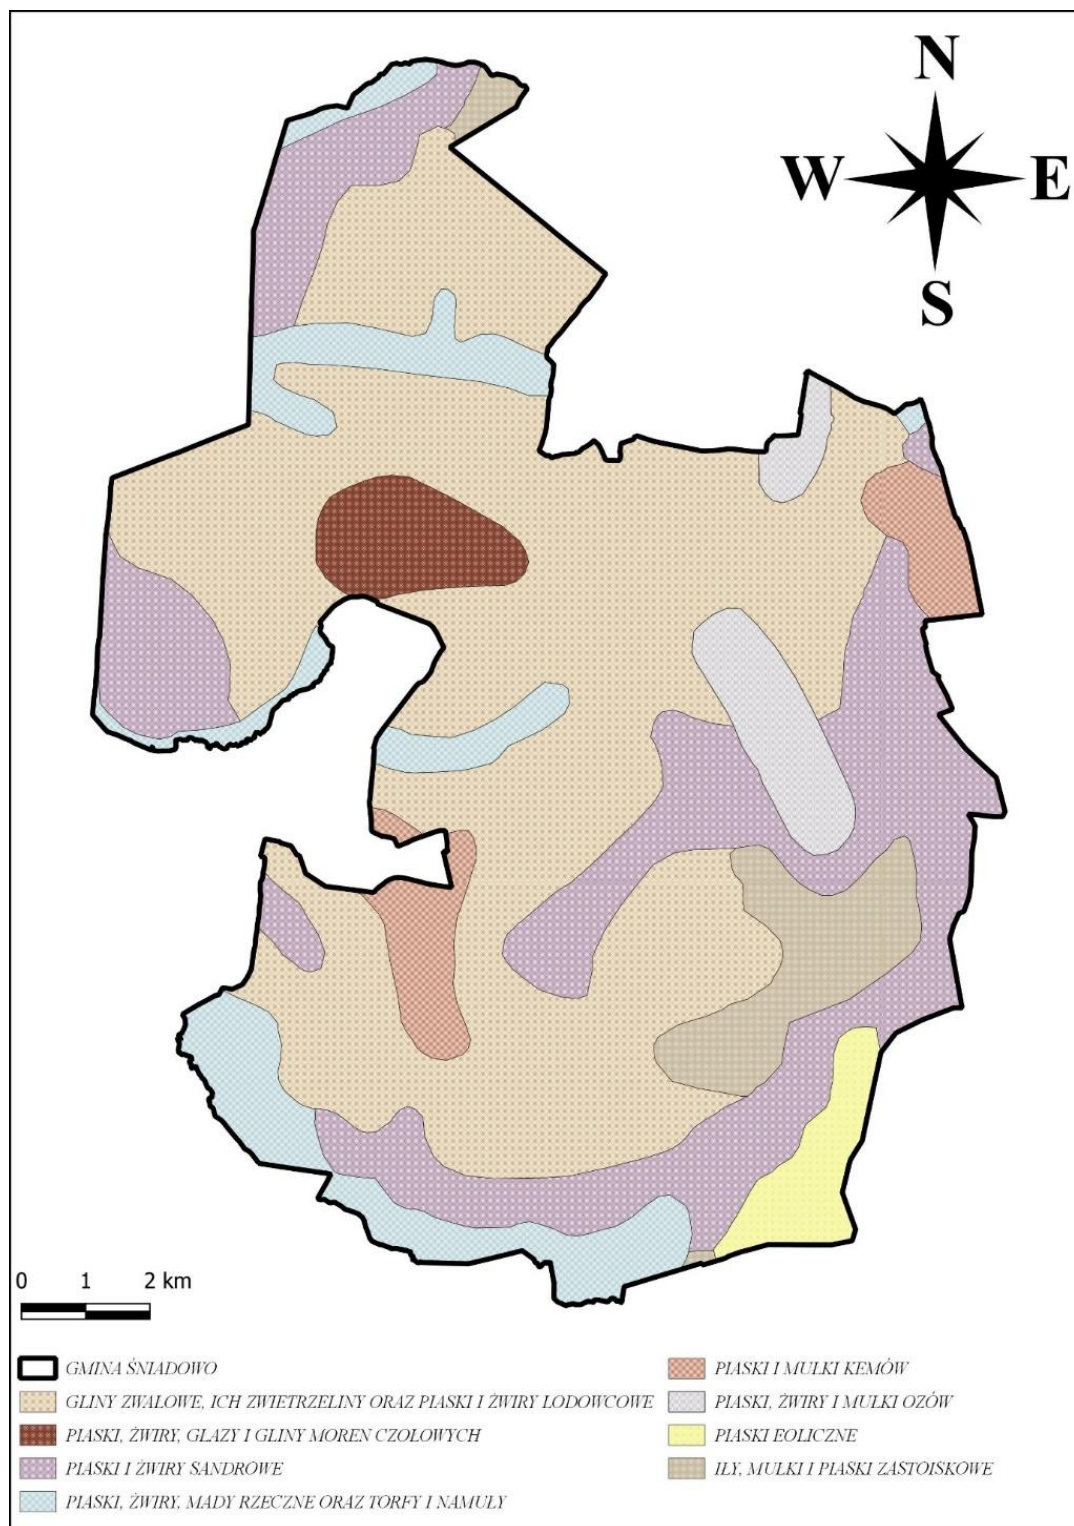 N
W E
S
0 1 2 km
GMINA ŚNIADOWO
GLINY ZWAŁOWE, ICH ZWIETRZELINY ORAZ PIASKI I ŻWIRY LODOWCOWE
PIASKI, ŻWIRY, GŁAZY I GLINY MOREN CZOŁOWYCH
PIASKI I ŻWIRY SANDROWE
PIASKI, ŻWIRY, MADY RZECZNE ORAZ TORFY I NAMUŁY
PIASKI I MUŁKI KEMÓW
PIASKI, ŻWIRY I MUŁKI OZÓW
PIASKI EOLICZNE
IŁY, MUŁKI I PIASKI ZASTOISKOWE